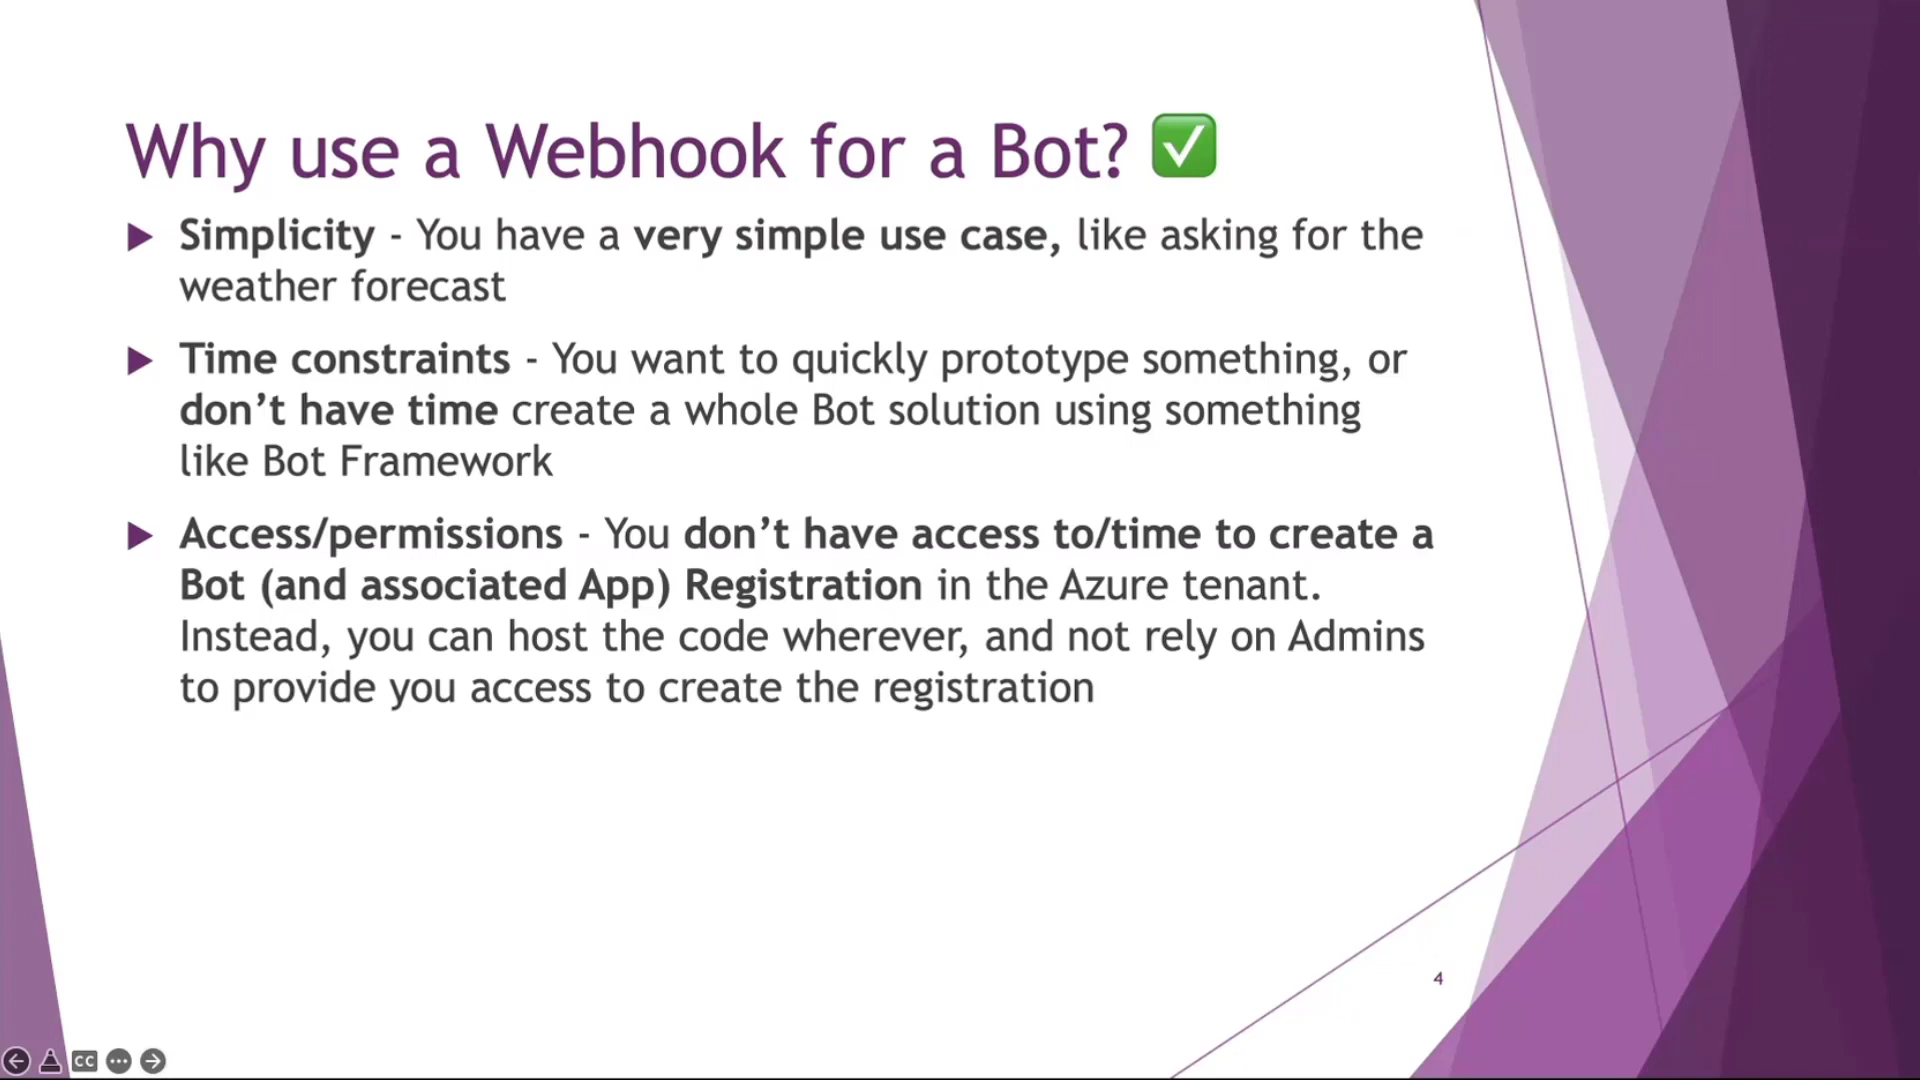 Why use a Webhook for a Bot? ✅
▶ Simplicity - You have a very simple use case, like asking for the
weather forecast
▶ Time constraints - You want to quickly prototype something, or
don’t have time create a whole Bot solution using something
like Bot Framework
▶ Access/permissions - You don’t have access to/time to create a
Bot (and associated App) Registration in the Azure tenant.
Instead, you can host the code wherever, and not rely on Admins
to provide you access to create the registration
4
CC